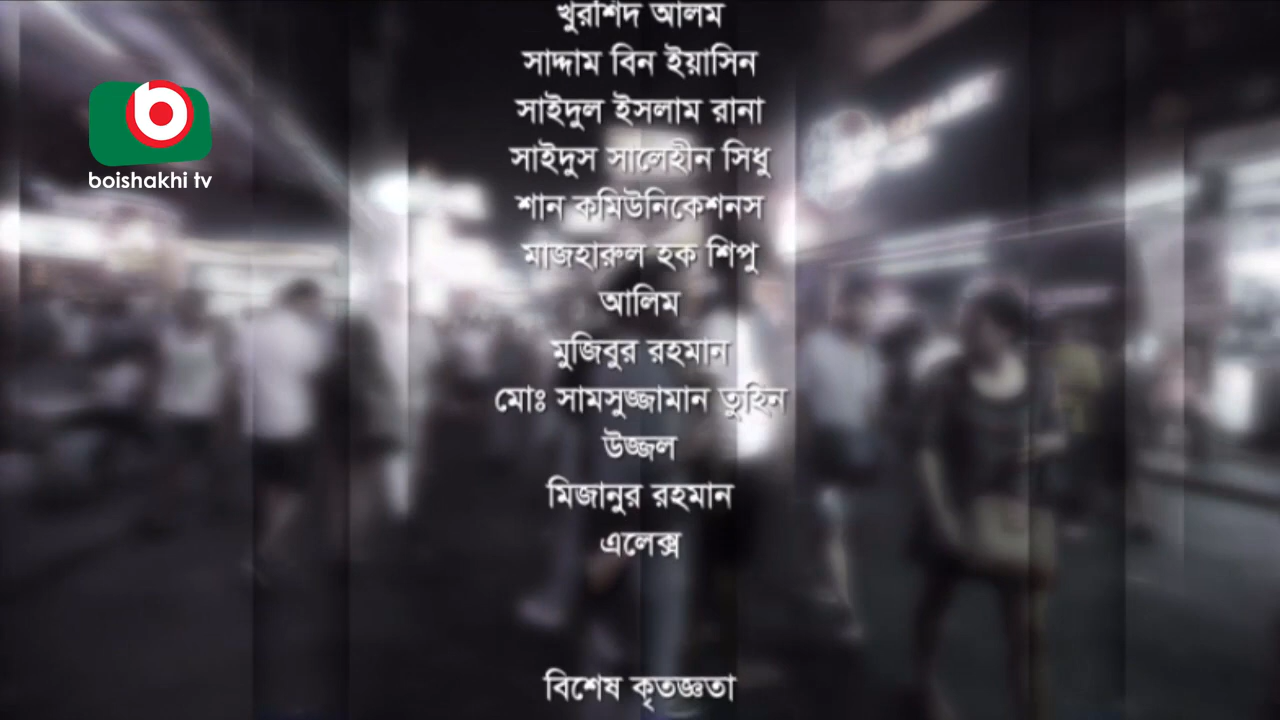 খুরশিদ আলম
সাদ্দাম বিন ইয়াসিন
সাইদুল ইসলাম রানা
সাইদুস সালেহীন সিধু
শান কমিউনিকেশনস
মাজহারুল হক শিপু
আলিম
মুজিবুর রহমান
মোঃ সামসুজ্জামান তুহিন
উজ্জল
মিজানুর রহমান
এলেক্স
বিশেষ কৃতজ্ঞতা
b
boishakhi tv